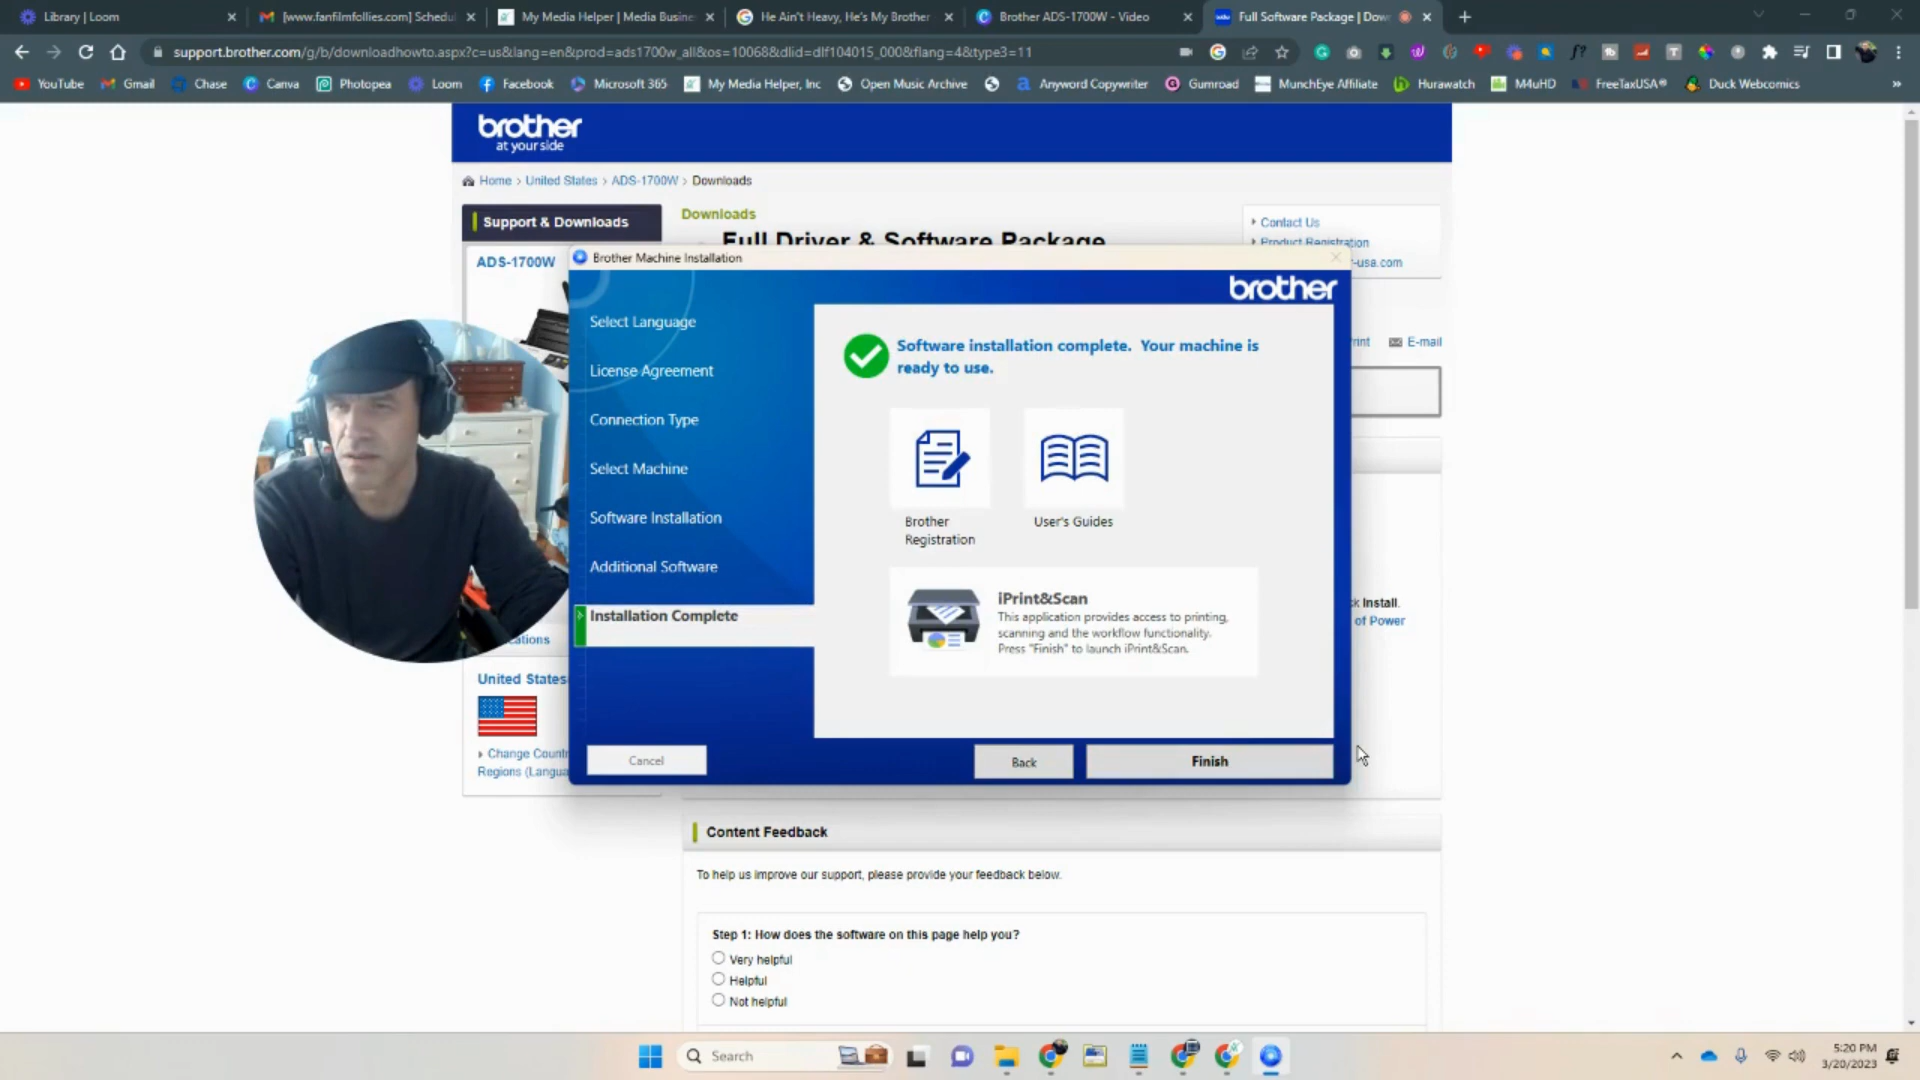 Library | Loom
[www.fanfilmfollies.com] Schedul
My Media Helper | Media Busine
He Ain't Heavy, He's My Brother
Brother ADS-1700W - Video
Full Software Package | Dow
support.brother.com/g/b/downloadhowto.aspx?c=us&lang=en&prod=ads1700w_all&os=10068&dlid=dlf104015_000&flang=4&type3=11
YouTube
Gmail
Chase
Canva
Photopea
Loom
Facebook
Microsoft 365
My Media Helper, Inc
Open Music Archive
Anyword Copywriter
Gumroad
MunchEye Affiliate
Hurawatch
M4uHD
FreeTaxUSA®
Duck Webcomics
»
brother
at your side
Home > United States > ADS-1700W > Downloads
Support & Downloads
Downloads
Full Driver & Software Package
Contact Us
Product Registration
-usa.com
ADS-1700W
Brother Machine Installation
brother
Select Language
License Agreement
Connection Type
Select Machine
Software Installation
Additional Software
Installation Complete
Software installation complete. Your machine is
ready to use.
Brother
Registration
User's Guides
iPrint&Scan
This application provides access to printing,
scanning and the workflow functionality.
Press "Finish" to launch iPrint&Scan.
Cancel
Back
Finish
rint
E-mail
ck Install.
of Power
cations
United States
Change Count
Regions (Langua
Content Feedback
To help us improve our support, please provide your feedback below.
Step 1: How does the software on this page help you?
Very helpful
Helpful
Not helpful
Search
5:20 PM
3/20/2023